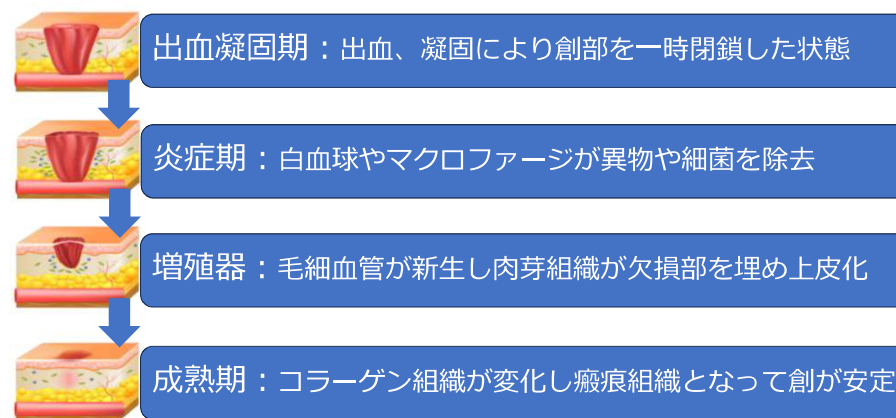 出血凝固期：出血、凝固により創部を一時閉鎖した状態
炎症期：白血球やマクロファージが異物や細菌を除去
増殖器：毛細血管が新生し肉芽組織が欠損部を埋め上皮化
成熟期：コラーゲン組織が変化し瘢痕組織となって創が安定